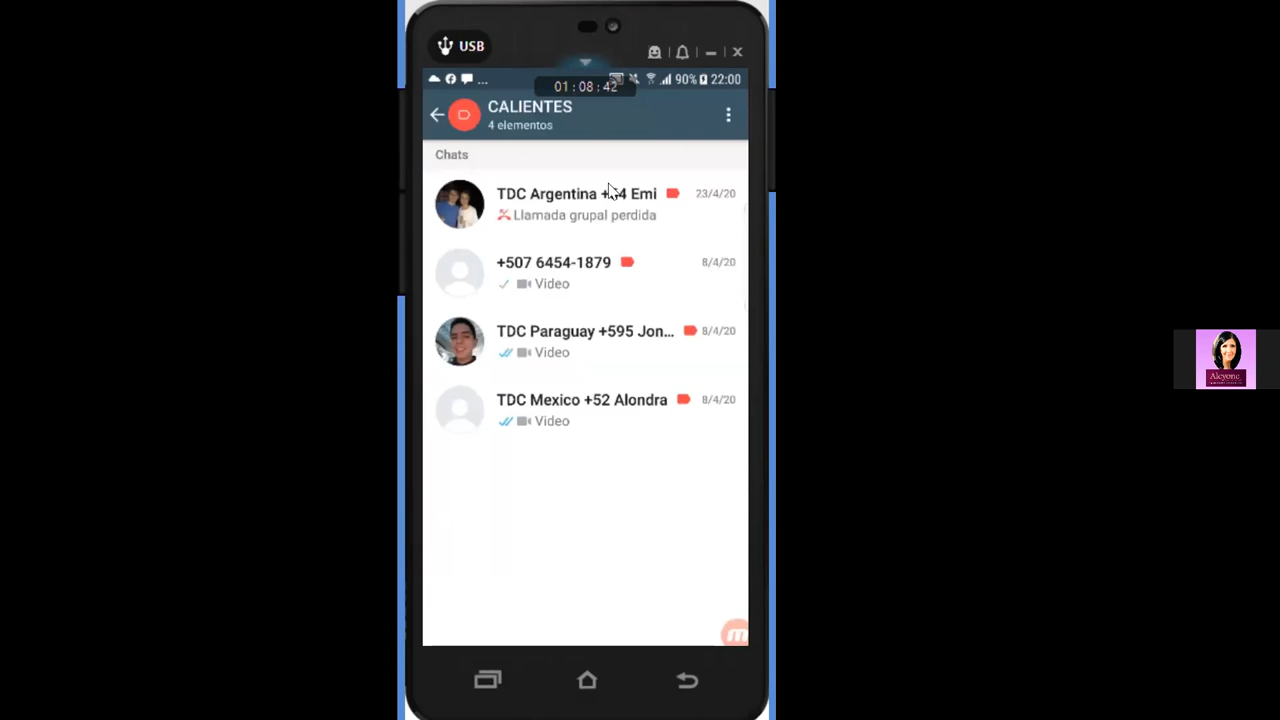 USB
... 90% 22:00
01 : 08 : 42
CALIENTES
4 elementos
Chats
TDC Argentina + 4 Emi 23/4/20
Llamada grupal perdida
+507 6454-1879 8/4/20
Video
TDC Paraguay +595 Jon... 8/4/20
Video
TDC Mexico +52 Alondra 8/4/20
Video
Alcyone